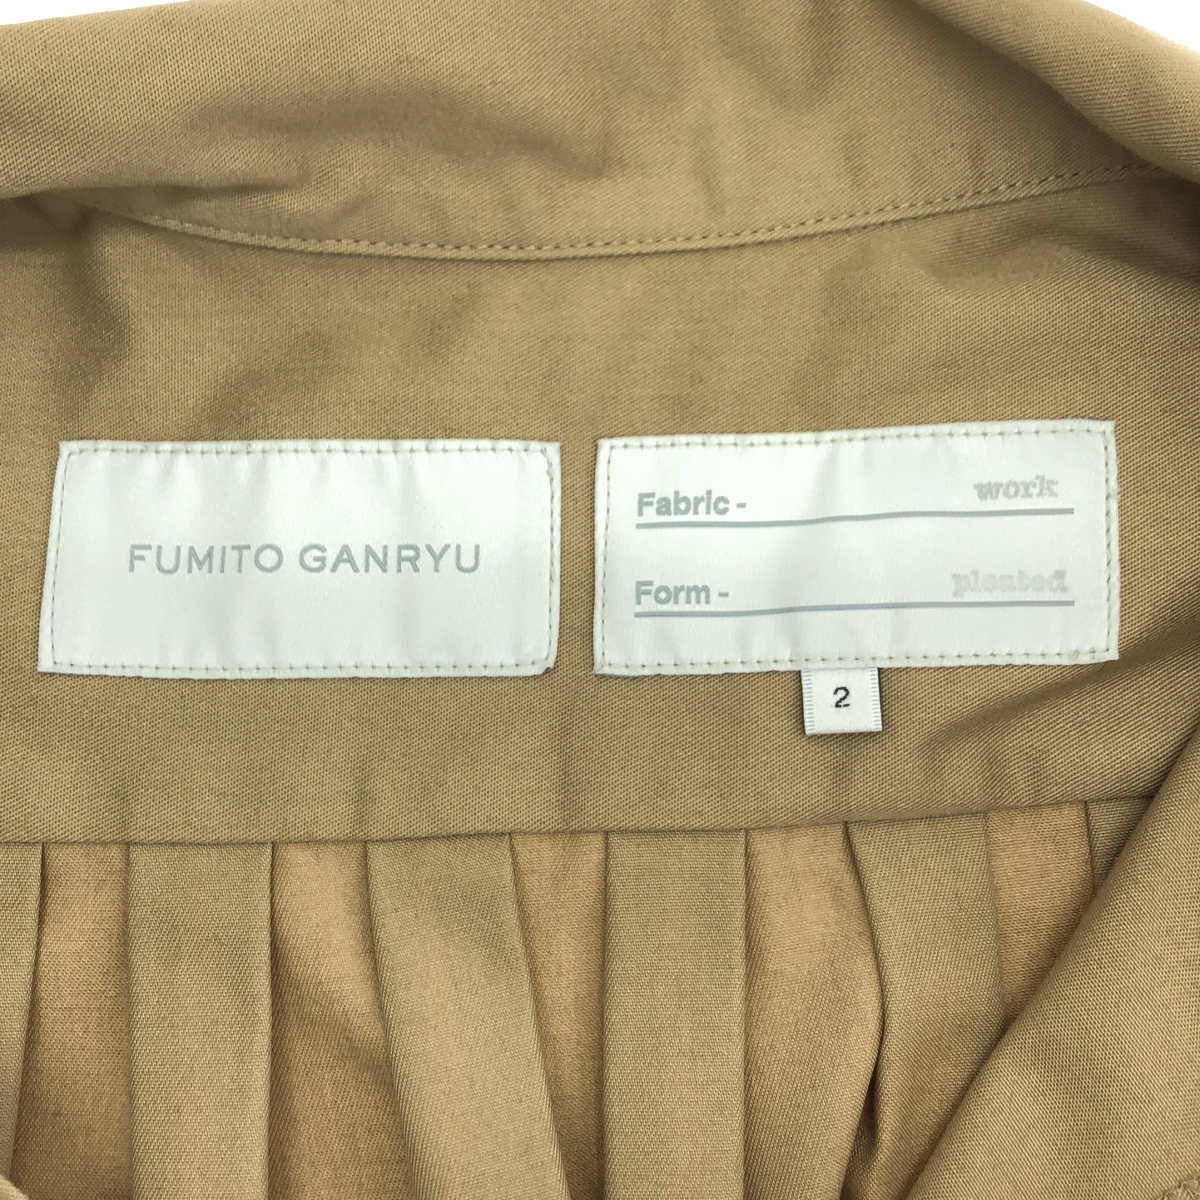 FUMITO GANRYU
Fabric - work
Form - pleated
2